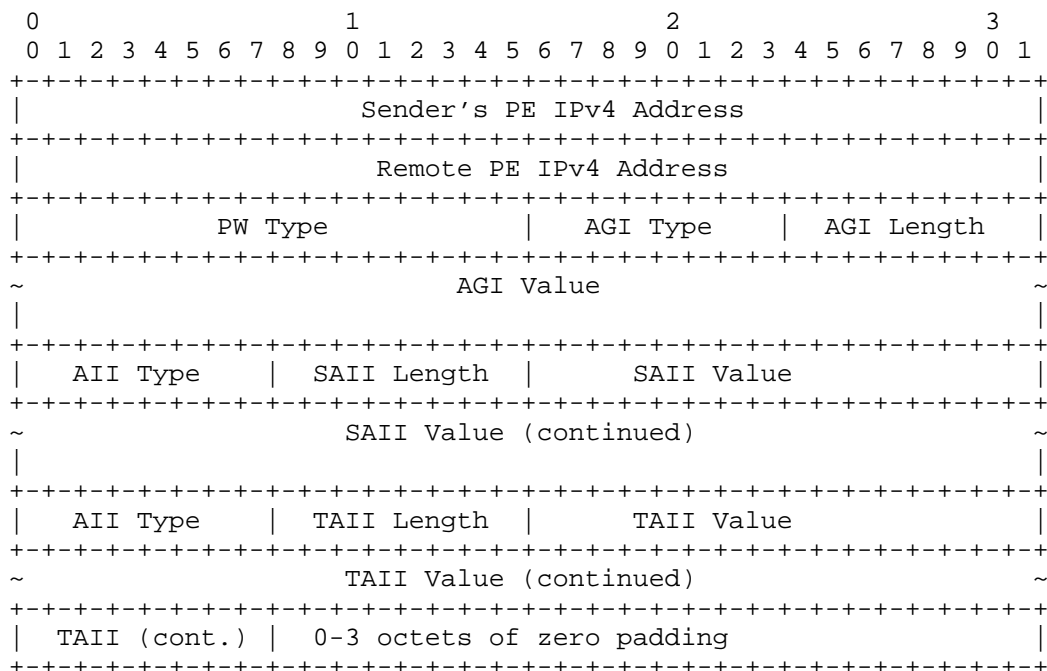 0                   1                   2                   3
 0 1 2 3 4 5 6 7 8 9 0 1 2 3 4 5 6 7 8 9 0 1 2 3 4 5 6 7 8 9 0 1
+-+-+-+-+-+-+-+-+-+-+-+-+-+-+-+-+-+-+-+-+-+-+-+-+-+-+-+-+-+-+-+-+
|                     Sender’s PE IPv4 Address                  |
+-+-+-+-+-+-+-+-+-+-+-+-+-+-+-+-+-+-+-+-+-+-+-+-+-+-+-+-+-+-+-+-+
|                      Remote PE IPv4 Address                   |
+-+-+-+-+-+-+-+-+-+-+-+-+-+-+-+-+-+-+-+-+-+-+-+-+-+-+-+-+-+-+-+-+
|            PW Type            |   AGI Type    |  AGI Length   |
+-+-+-+-+-+-+-+-+-+-+-+-+-+-+-+-+-+-+-+-+-+-+-+-+-+-+-+-+-+-+-+-+
~                           AGI Value                           ~
|                                                               |
+-+-+-+-+-+-+-+-+-+-+-+-+-+-+-+-+-+-+-+-+-+-+-+-+-+-+-+-+-+-+-+-+
|   AII Type    |  SAII Length  |      SAII Value               |
+-+-+-+-+-+-+-+-+-+-+-+-+-+-+-+-+-+-+-+-+-+-+-+-+-+-+-+-+-+-+-+-+
~                    SAII Value (continued)                     ~
|                                                               |
+-+-+-+-+-+-+-+-+-+-+-+-+-+-+-+-+-+-+-+-+-+-+-+-+-+-+-+-+-+-+-+-+
|   AII Type    |  TAII Length  |      TAII Value               |
+-+-+-+-+-+-+-+-+-+-+-+-+-+-+-+-+-+-+-+-+-+-+-+-+-+-+-+-+-+-+-+-+
~                    TAII Value (continued)                     ~
+-+-+-+-+-+-+-+-+-+-+-+-+-+-+-+-+-+-+-+-+-+-+-+-+-+-+-+-+-+-+-+-+
|  TAII (cont.) |  0-3 octets of zero padding                   |
+-+-+-+-+-+-+-+-+-+-+-+-+-+-+-+-+-+-+-+-+-+-+-+-+-+-+-+-+-+-+-+-+